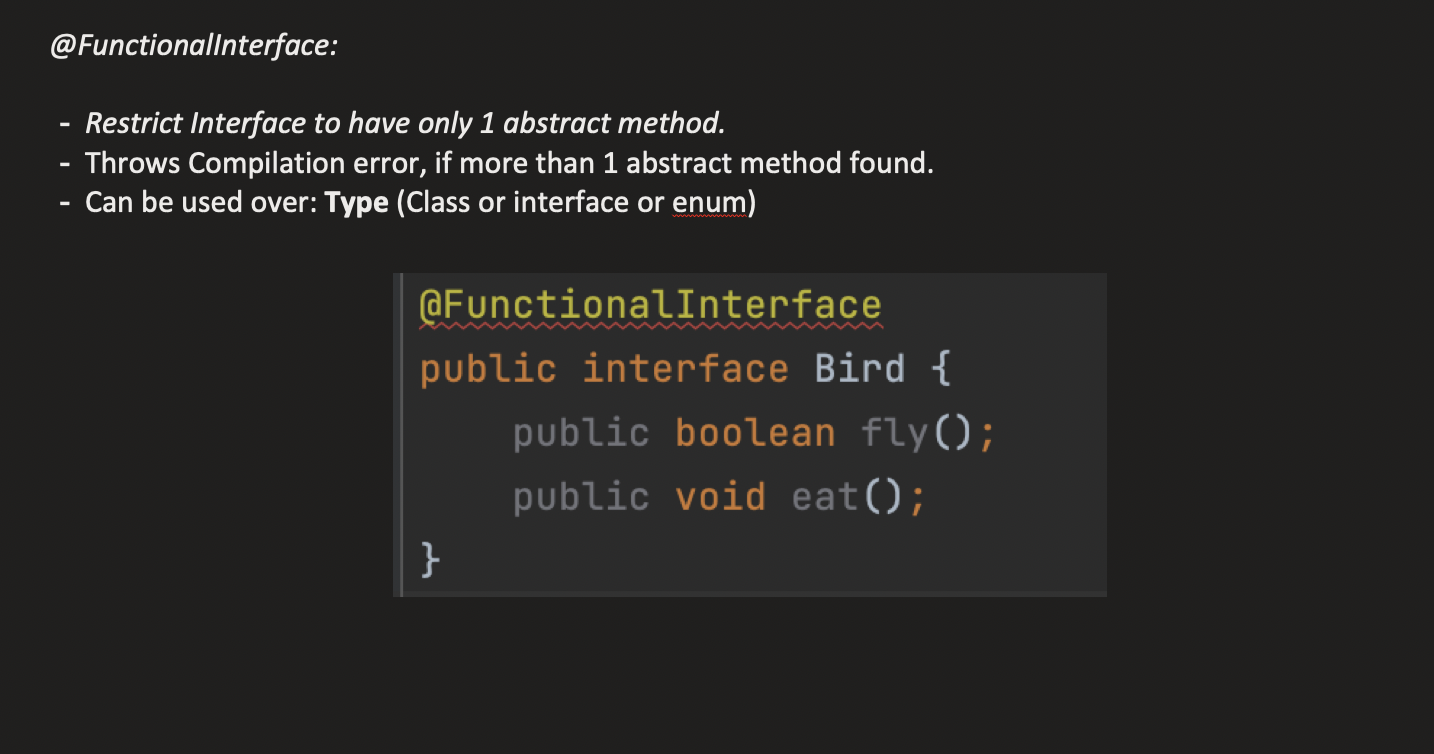 @FunctionalInterface:
- Restrict Interface to have only 1 abstract method.
- Throws Compilation error, if more than 1 abstract method found.
- Can be used over: Type (Class or interface or enum)
@FunctionalInterface
public interface Bird {
    public boolean fly();
    public void eat();
}